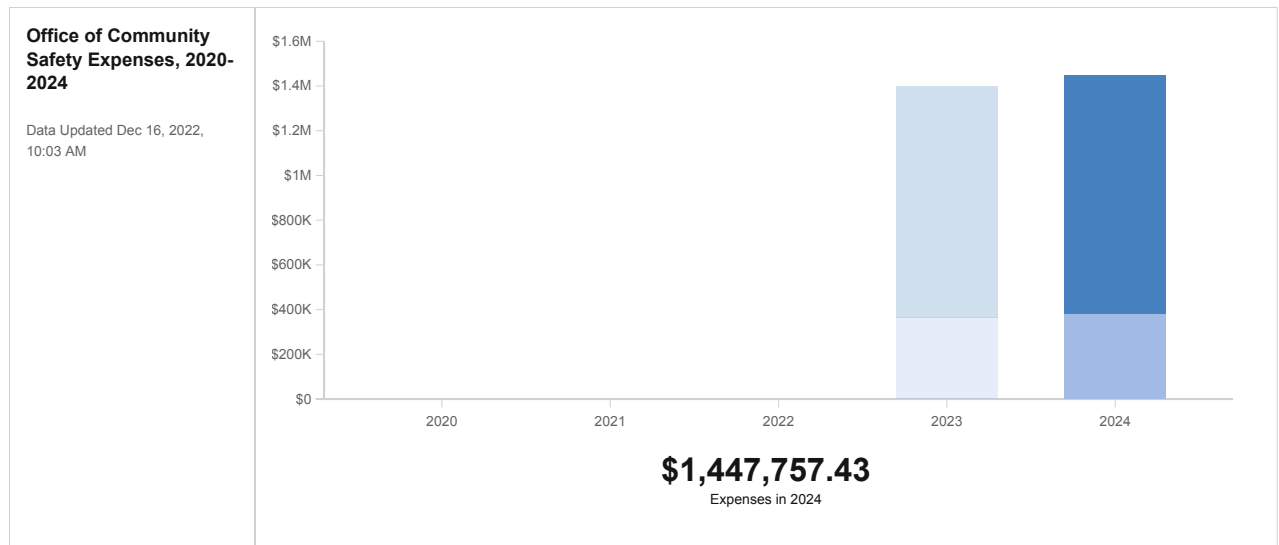 Office of Community
Safety Expenses, 2020-
2024
Data Updated Dec 16, 2022,
10:03 AM
$1.6M
$1.4M
$1.2M
$1M
$800K
$600K
$400K
$200K
$0
2020
2021
2022
2023
2024
$1,447,757.43
Expenses in 2024